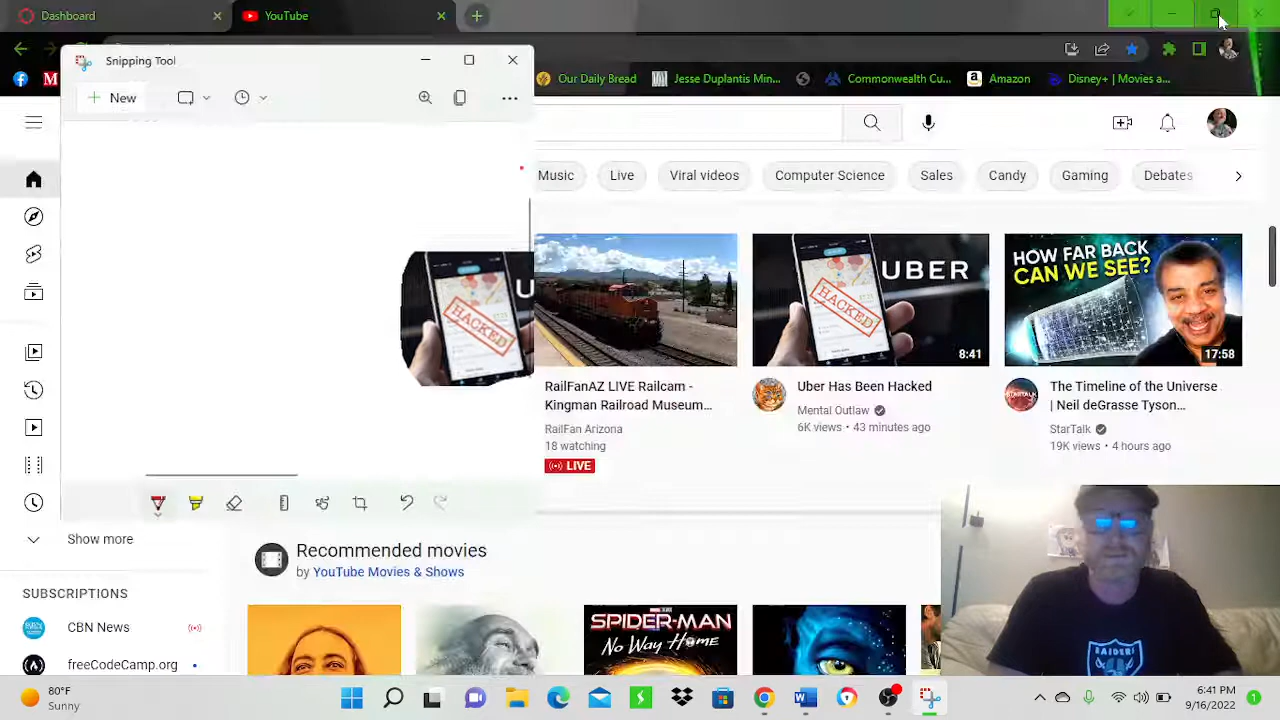 Dashboard
YouTube
Our Daily Bread
Jesse Duplantis Min...
Commonwealth Cu...
Amazon
Disney+ | Movies a...
Snipping Tool
New
Music
Live
Viral videos
Computer Science
Sales
Candy
Gaming
Debates
HACKED
U
HACKED
UBER
8:41
HOW FAR BACK
CAN WE SEE?
STARTALK
17:58
RailFanAZ LIVE Railcam -
Kingman Railroad Museum...
RailFan Arizona
18 watching
LIVE
Uber Has Been Hacked
Mental Outlaw
6K views • 43 minutes ago
The Timeline of the Universe
| Neil deGrasse Tyson...
StarTalk
19K views • 4 hours ago
Show more
SUBSCRIPTIONS
CBN News
freeCodeCamp.org
Recommended movies
by YouTube Movies & Shows
SPIDER-MAN
No Way Home
RAIDERS
80°F
Sunny
6:41 PM
9/16/2022
1